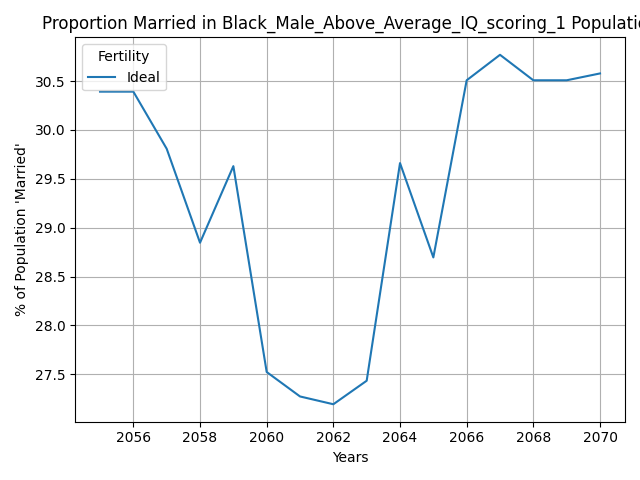 Proportion Married in Black_Male_Above_Average_IQ_scoring_1 Populatio
Fertility
Ideal
% of Population 'Married'
30.5
30.0
29.5
29.0
28.5
28.0
27.5
2056 2058 2060 2062 2064 2066 2068 2070
Years